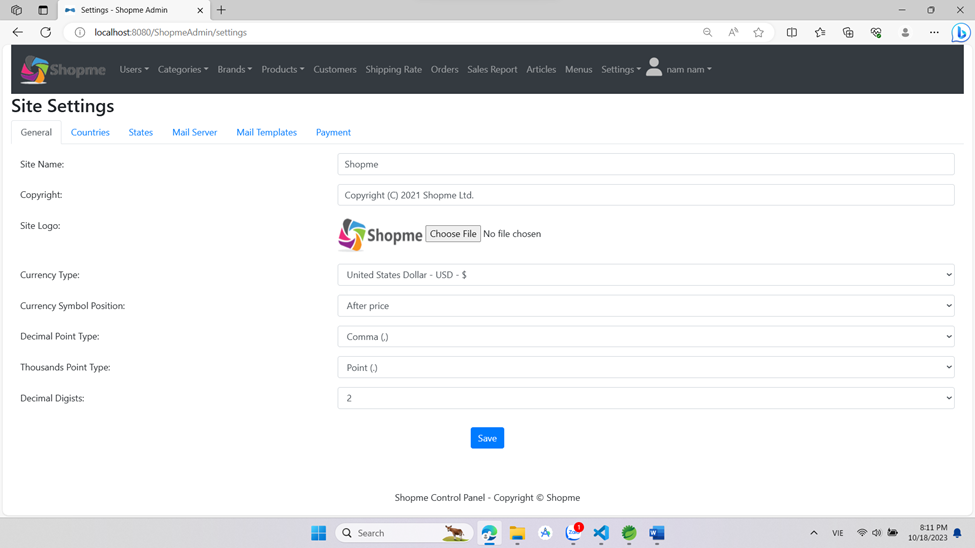 Settings - Shopme Admin
localhost:8080/ShopmeAdmin/settings
Shopme Users Categories Brands Products Customers Shipping Rate Orders Sales Report Articles Menus Settings nam nam
Site Settings
General Countries States Mail Server Mail Templates Payment
Site Name: Shopme
Copyright: Copyright (C) 2021 Shopme Ltd.
Site Logo: Shopme Choose File No file chosen
Currency Type: United States Dollar - USD - $
Currency Symbol Position: After price
Decimal Point Type: Comma (,)
Thousands Point Type: Point (.)
Decimal Digists: 2
Save
Shopme Control Panel - Copyright © Shopme
Search 1 VIE 8:11 PM
10/18/2023